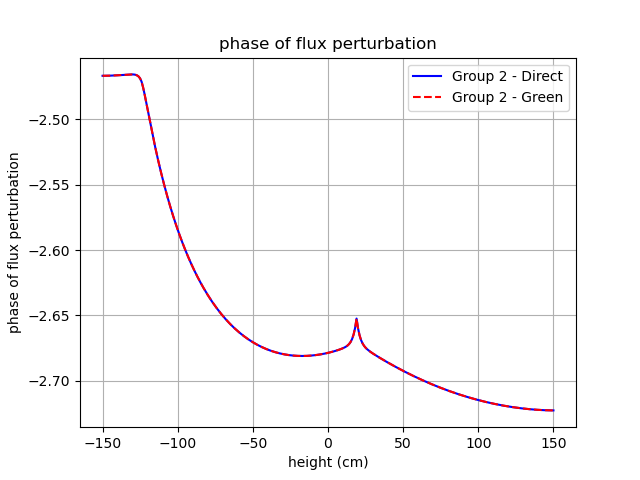 phase of flux perturbation
Group 2 - Direct
Group 2 - Green
phase of flux perturbation
−2.50
−2.55
−2.60
−2.65
−2.70
−150
−100
−50
0
50
100
150
height (cm)